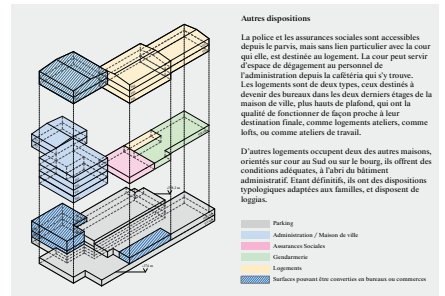 Autres dispositions
La police et les assurances sociales sont accessibles
depuis le parvis, mais sans lien particulier avec la cour
qui elle, est destinée au logement. La cour peut servir
d'espace de dégagement au personnel de
l'administration depuis la cafétéria qui s'y trouve.
Les logements sont de deux types, ceux destinés à
devenir des bureaux dans les deux derniers étages de la
maison de ville, plus hauts de plafond, qui ont la
qualité de fonctionner de façon proche à leur
destination finale, comme logements ateliers, comme
lofts, ou comme ateliers de travail.
D'autres logements occupent deux des autres maisons,
orientés sur cour au Sud ou sur le bourg, ils offrent des
conditions adéquates, à l'abri du bâtiment
administratif. Etant définitifs, ils ont des dispositions
typologiques adaptées aux familles, et disposent de
loggias.
Parking
Administration / Maison de ville
Assurances Sociales
Gendarmerie
Logements
Surfaces pouvant être converties en bureaux ou commerces